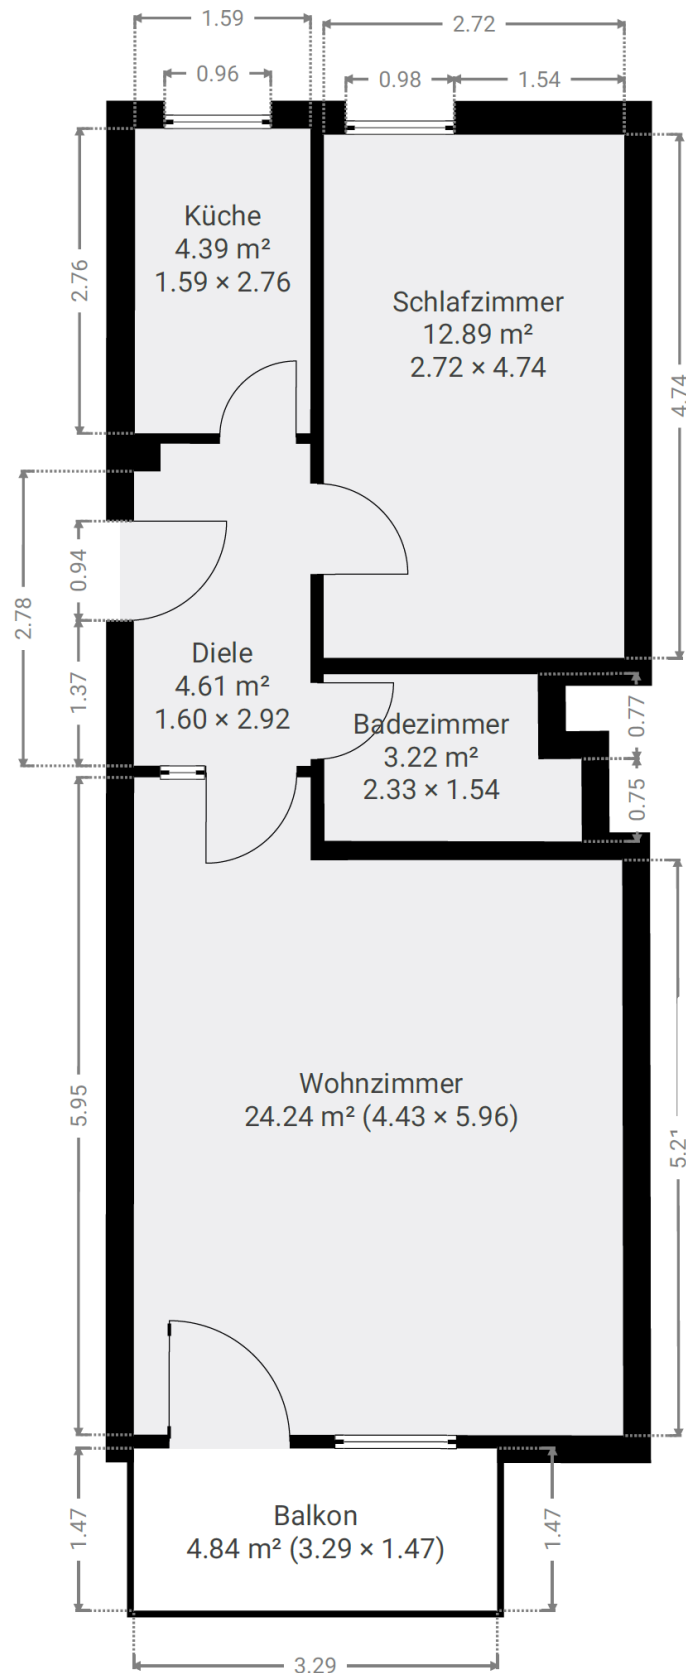 1.59
2.72
0.96
0.98
1.54
Küche
4.39 m²
1.59 × 2.76
2.76
Schlafzimmer
12.89 m²
2.72 × 4.74
4.74
0.94
2.78
1.37
Diele
4.61 m²
1.60 × 2.92
Badezimmer
3.22 m²
2.33 × 1.54
0.77
0.75
5.95
Wohnzimmer
24.24 m² (4.43 × 5.96)
5.21
Balkon
4.84 m² (3.29 × 1.47)
1.47
1.47
3.29